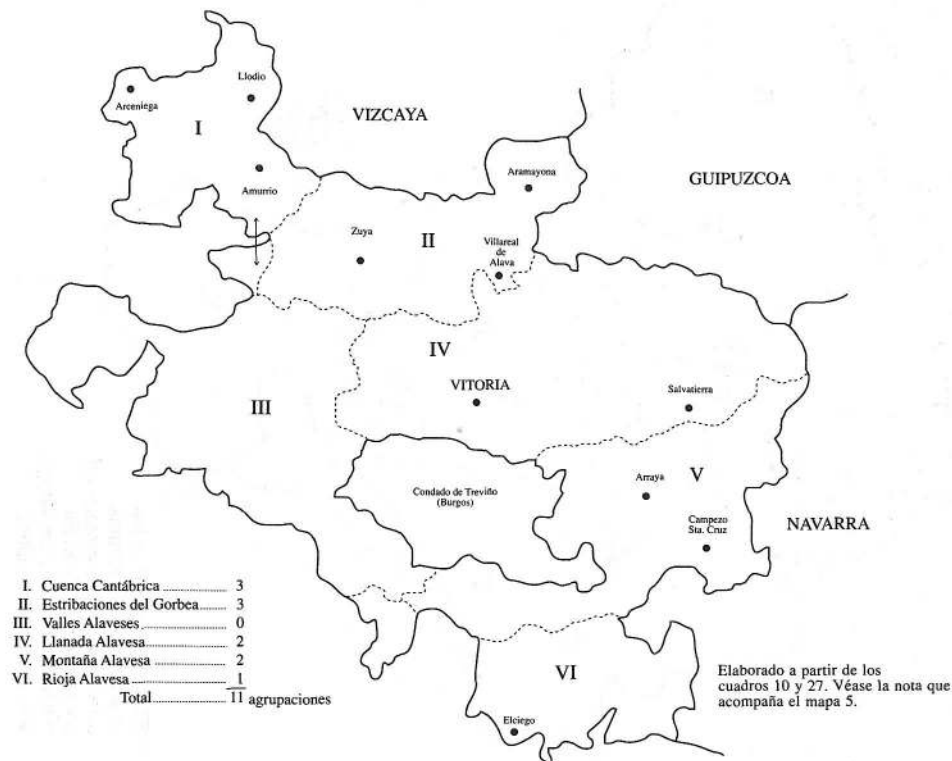 Llodio
Arceniega
VIZCAYA
I
Aramayona
Amurrio
GUIPUZCOA
Zuya
II
Villareal
de
Alava
IV
VITORIA
Salvatierra
III
V
Arraya
Condado de Treviño
(Burgos)
Campezo
Sta. Cruz
NAVARRA
I. Cuenca Cantábrica 3
II. Estribaciones del Gorbea 3
III. Valles Alaveses 0
IV. Llanada Alavesa 2
V. Montaña Alavesa 2
VI. Rioja Alavesa 1
Total 11 agrupaciones
VI
Elciego
Elaborado a partir de los
cuadros 10 y 27. Véase la nota que
acompaña el mapa 5.